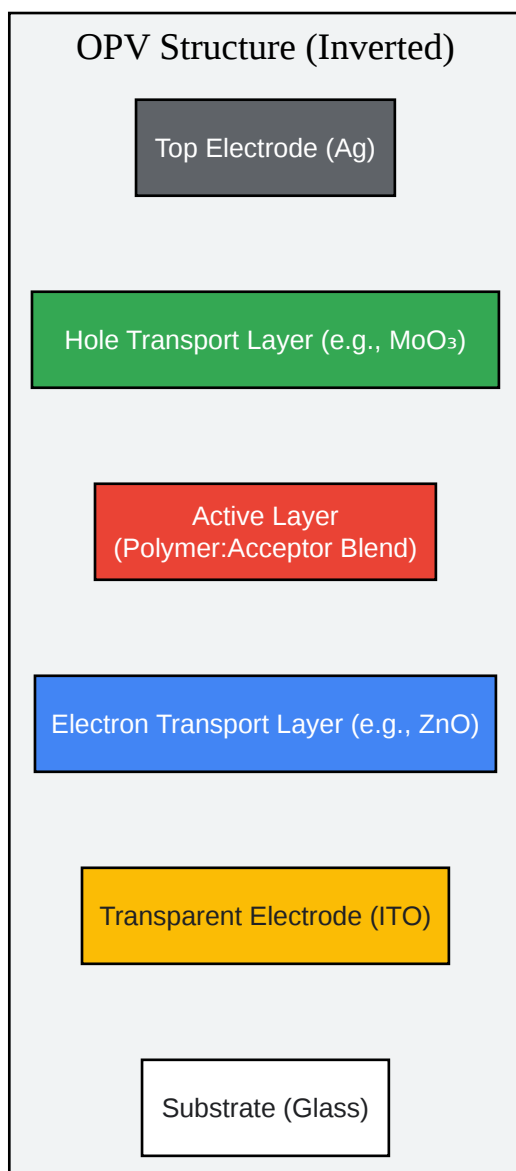 OPV Structure (Inverted)
Top Electrode (Ag)
Hole Transport Layer (e.g., MoO₃)
Active Layer
(Polymer:Acceptor Blend)
Electron Transport Layer (e.g., ZnO)
Transparent Electrode (ITO)
Substrate (Glass)